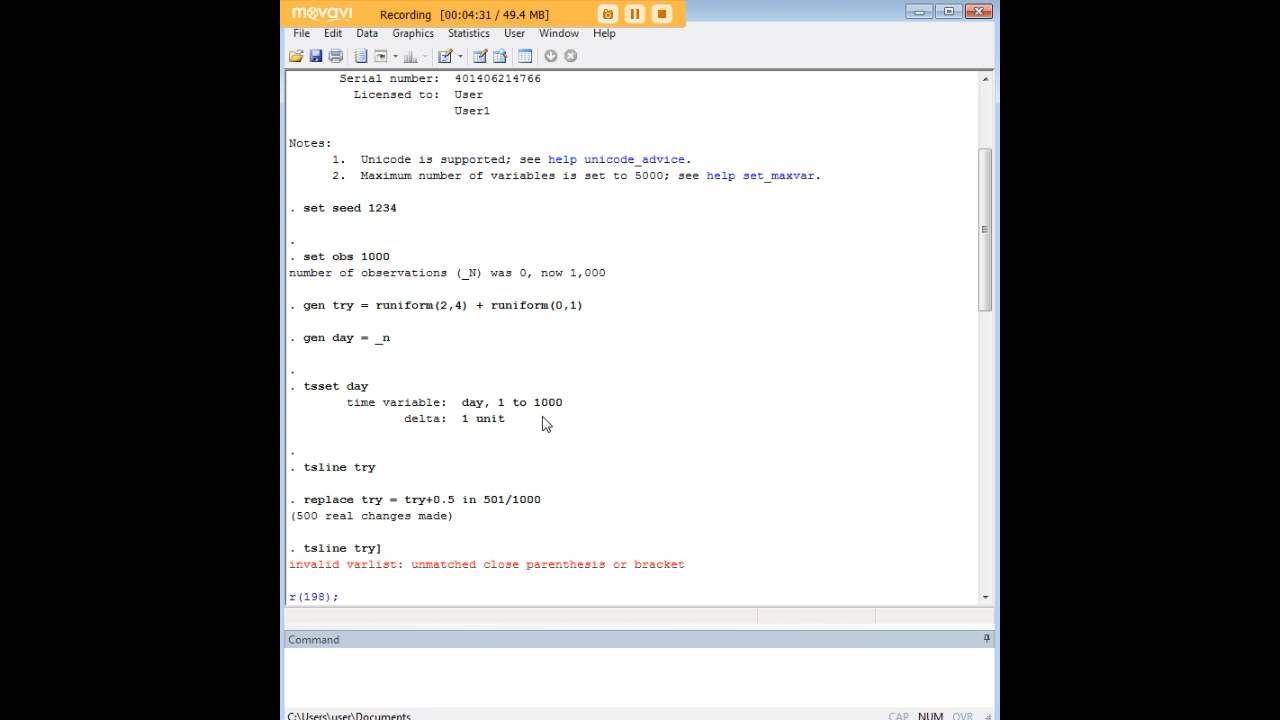 movavi Recording [00:04:31 / 49.4 MB]
File Edit Data Graphics Statistics User Window Help
Serial number: 401406214766
Licensed to: User
User1
Notes:
1. Unicode is supported; see help unicode_advice.
2. Maximum number of variables is set to 5000; see help set_maxvar.
. set seed 1234
.
. set obs 1000
number of observations (_N) was 0, now 1,000
. gen try = runiform(2,4) + runiform(0,1)
. gen day = _n
.
. tsset day
time variable: day, 1 to 1000
delta: 1 unit
.
. tsline try
. replace try = try+0.5 in 501/1000
(500 real changes made)
. tsline try]
invalid varlist: unmatched close parenthesis or bracket
r(198);
Command
C:\Users\user\Documents CAP NUM OVR